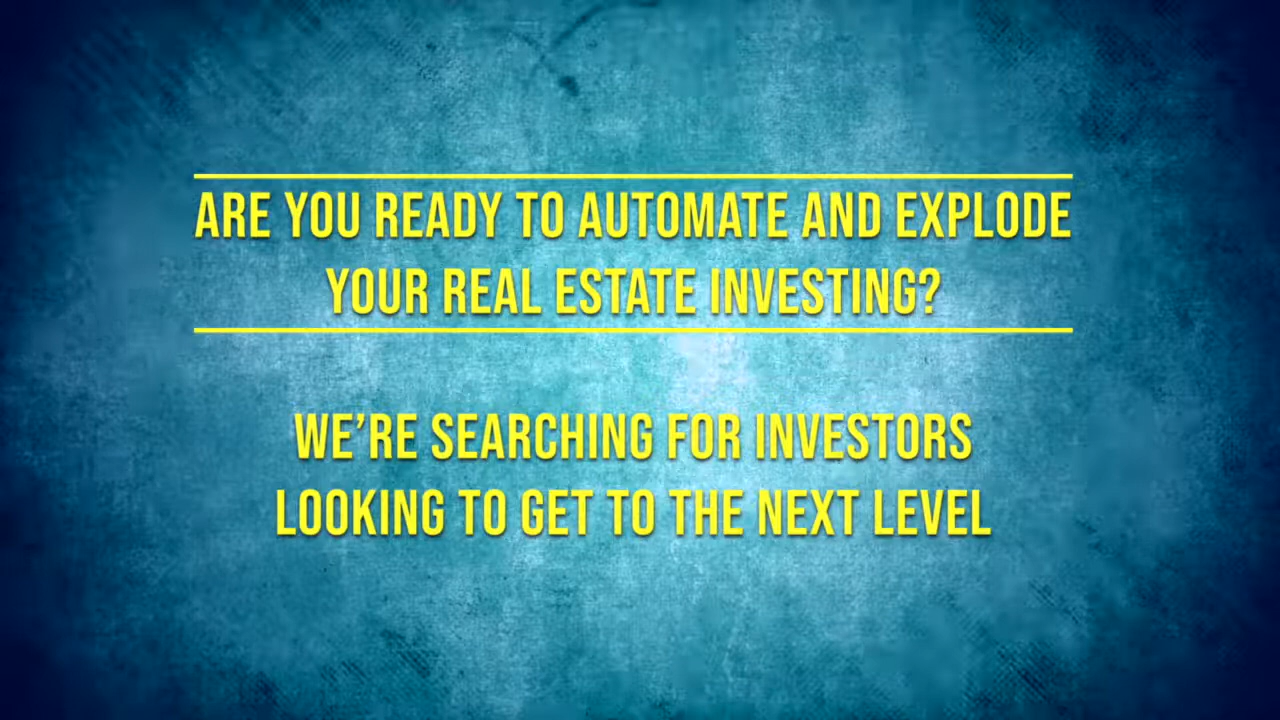 ARE YOU READY TO AUTOMATE AND EXPLODE
YOUR REAL ESTATE INVESTING?
WE’RE SEARCHING FOR INVESTORS
LOOKING TO GET TO THE NEXT LEVEL